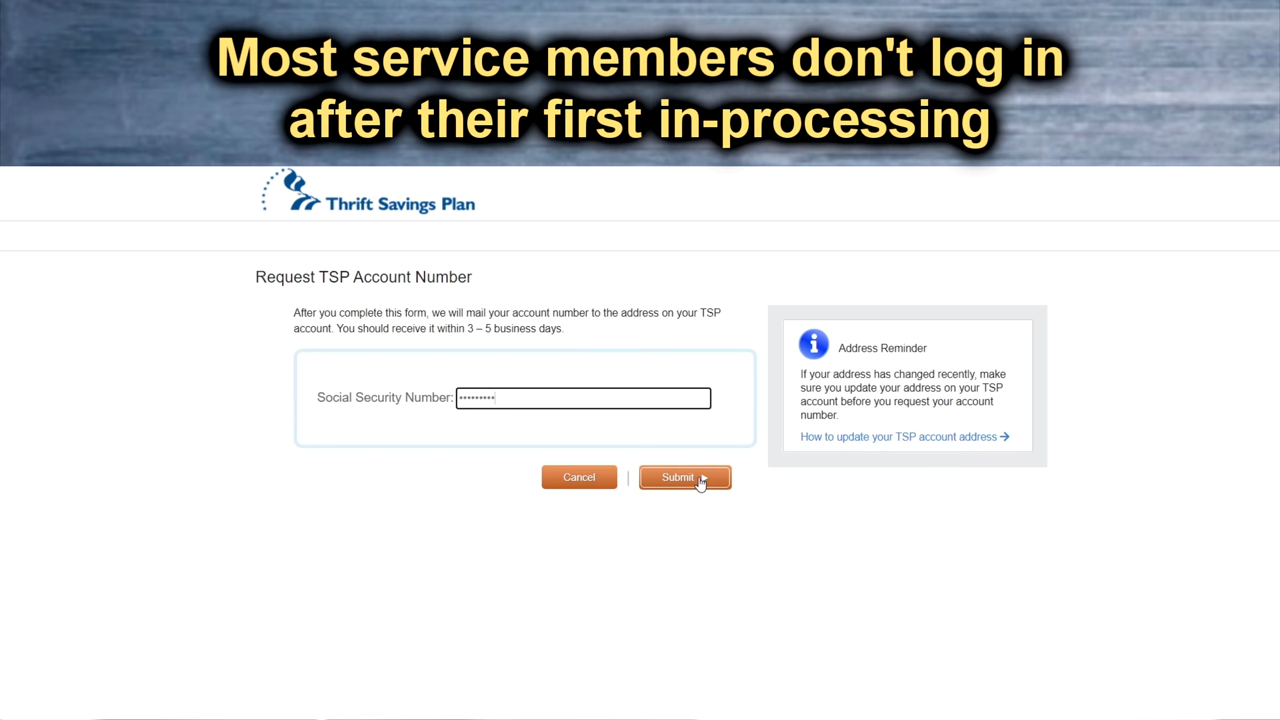 Most service members don't log in
after their first in-processing
Thrift Savings Plan
Request TSP Account Number
After you complete this form, we will mail your account number to the address on your TSP
account. You should receive it within 3 – 5 business days.
Social Security Number: •••••••••
Cancel | Submit
Address Reminder
If your address has changed recently, make
sure you update your address on your TSP
account before you request your account
number.
How to update your TSP account address →